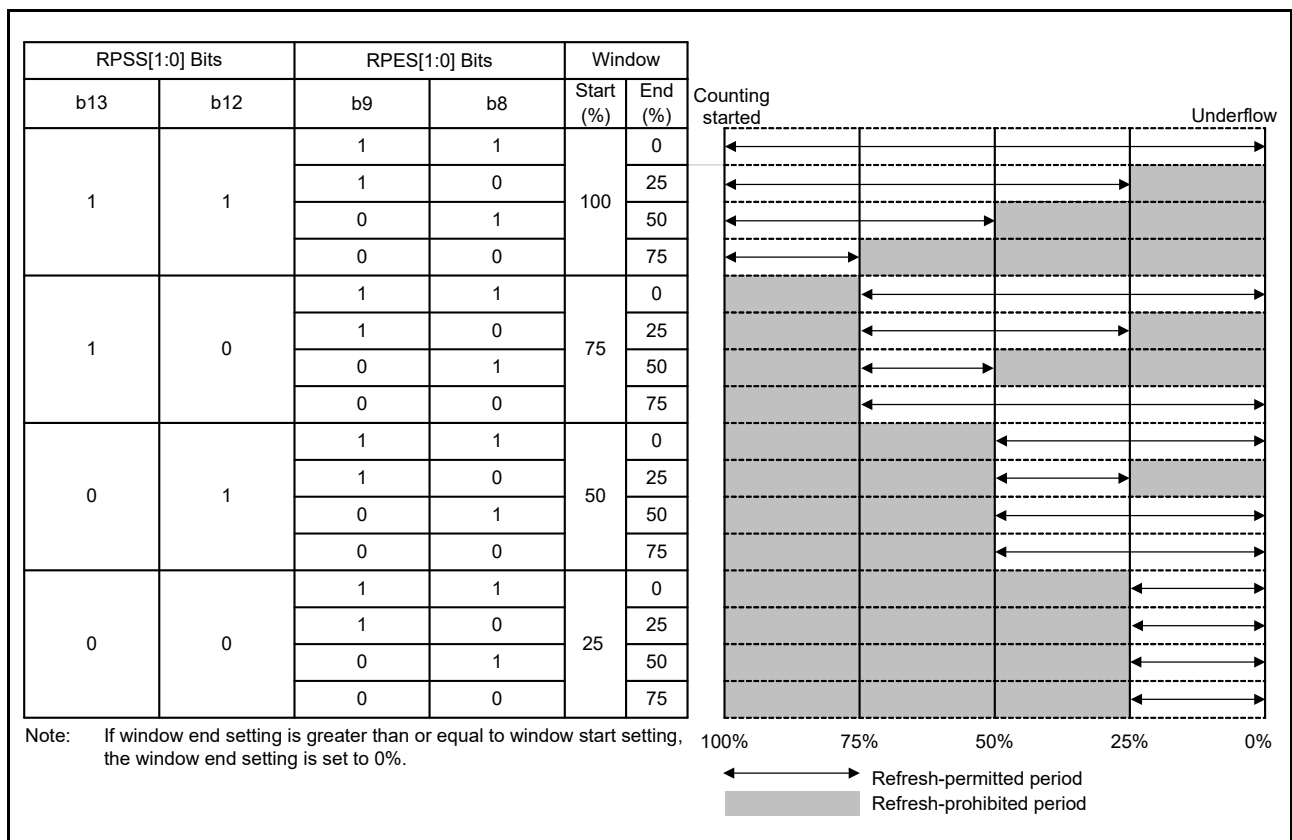 RPSS[1:0] Bits RPES[1:0] Bits Window
b13 b12 b9 b8 Start (%) End (%)
Counting started Underflow
1 1 1 1 100 0
1 0 25
0 1 50
0 0 75
1 0 1 1 75 0
1 0 25
0 1 50
0 0 75
0 1 1 1 50 0
1 0 25
0 1 50
0 0 75
0 0 1 1 25 0
1 0 25
0 1 50
0 0 75
Note: If window end setting is greater than or equal to window start setting,
the window end setting is set to 0%.
100% 75% 50% 25% 0%
Refresh-permitted period
Refresh-prohibited period